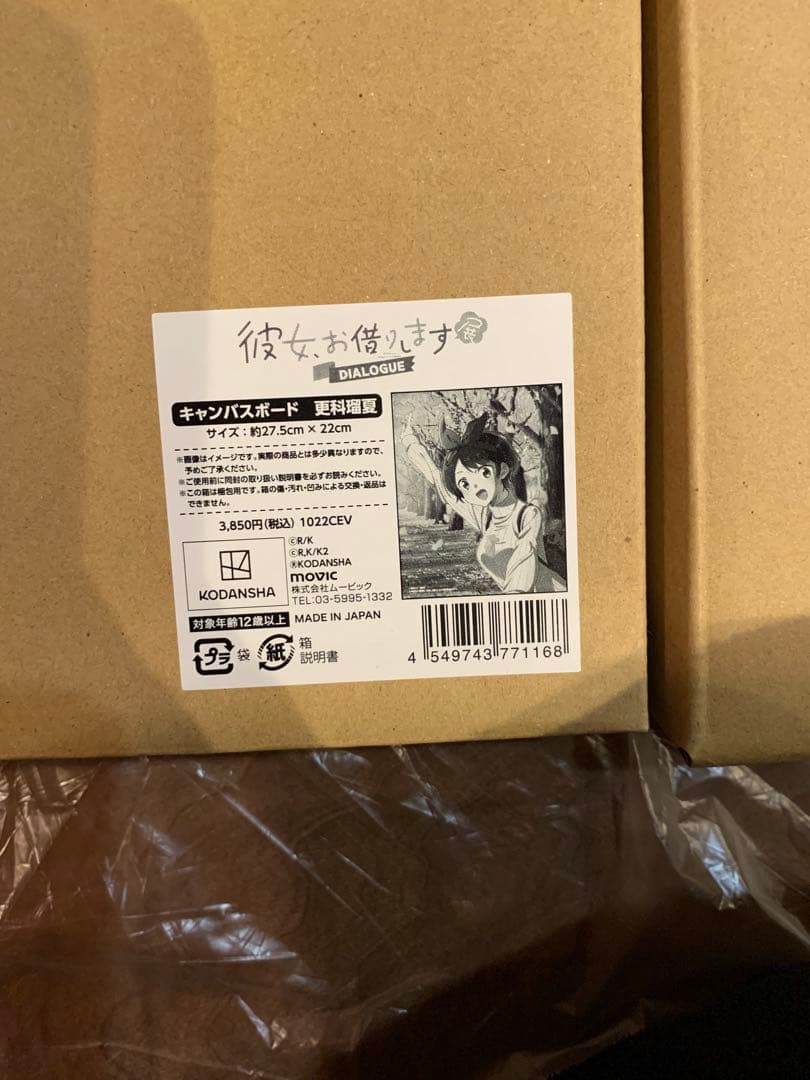 彼女、お借りします展
DIALOGUE
キャンバスボード 更科瑠夏
サイズ:約27.5cm×22cm
※画像はイメージです。実際の商品とは多少異なりますので、
予めご了承ください。
※ご使用前に同封の取り扱い説明書を必ずお読みください。
※この箱は梱包用です。箱の傷・汚れ・凹みによる交換・返品は
できません。
3,850円(税込) 1022CEV
ⒸR/K
ⒸR,K/K2
ⓇKODANSHA
KODANSHA
movic
株式会社ムービック
TEL:03-5995-1332
対象年齢12歳以上 MADE IN JAPAN
プラ 袋 紙 箱
説明書
4 549743 771168